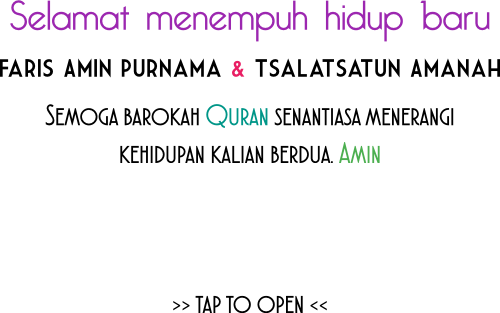 Selamat menempuh hidup baru
FARIS AMIN PURNAMA & TSALATSATUN AMANAH
SEMOGA BAROKAH QURAN SENANTIASA MENERANGI
KEHIDUPAN KALIAN BERDUA. AMIN
>> TAP TO OPEN <<